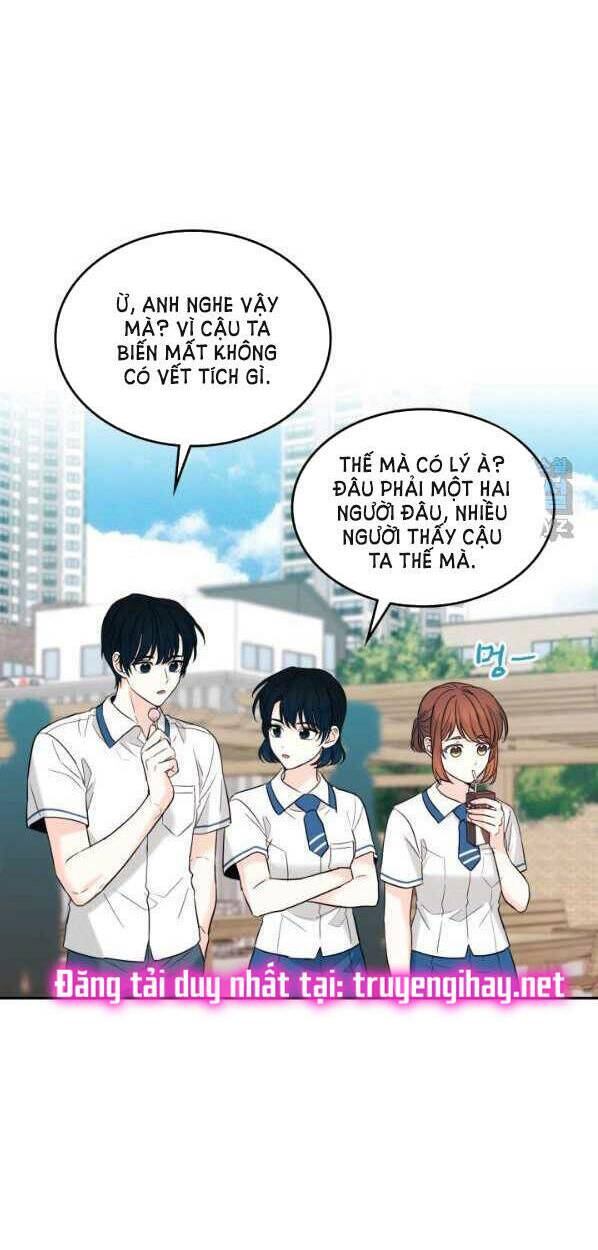 Ừ, ANH NGHE VẬY
MÀ? VÌ CẬU TA
BIẾN MẤT KHÔNG
CÓ VẾT TÍCH GÌ.
THẾ MÀ CÓ LÝ À?
ĐÂU PHẢI MỘT HAI
NGƯỜI ĐÂU, NHIỀU
NGƯỜI THẤY CẬU
TA THẾ MÀ.
멍~
Đăng tải duy nhất tại: truyengihay.net